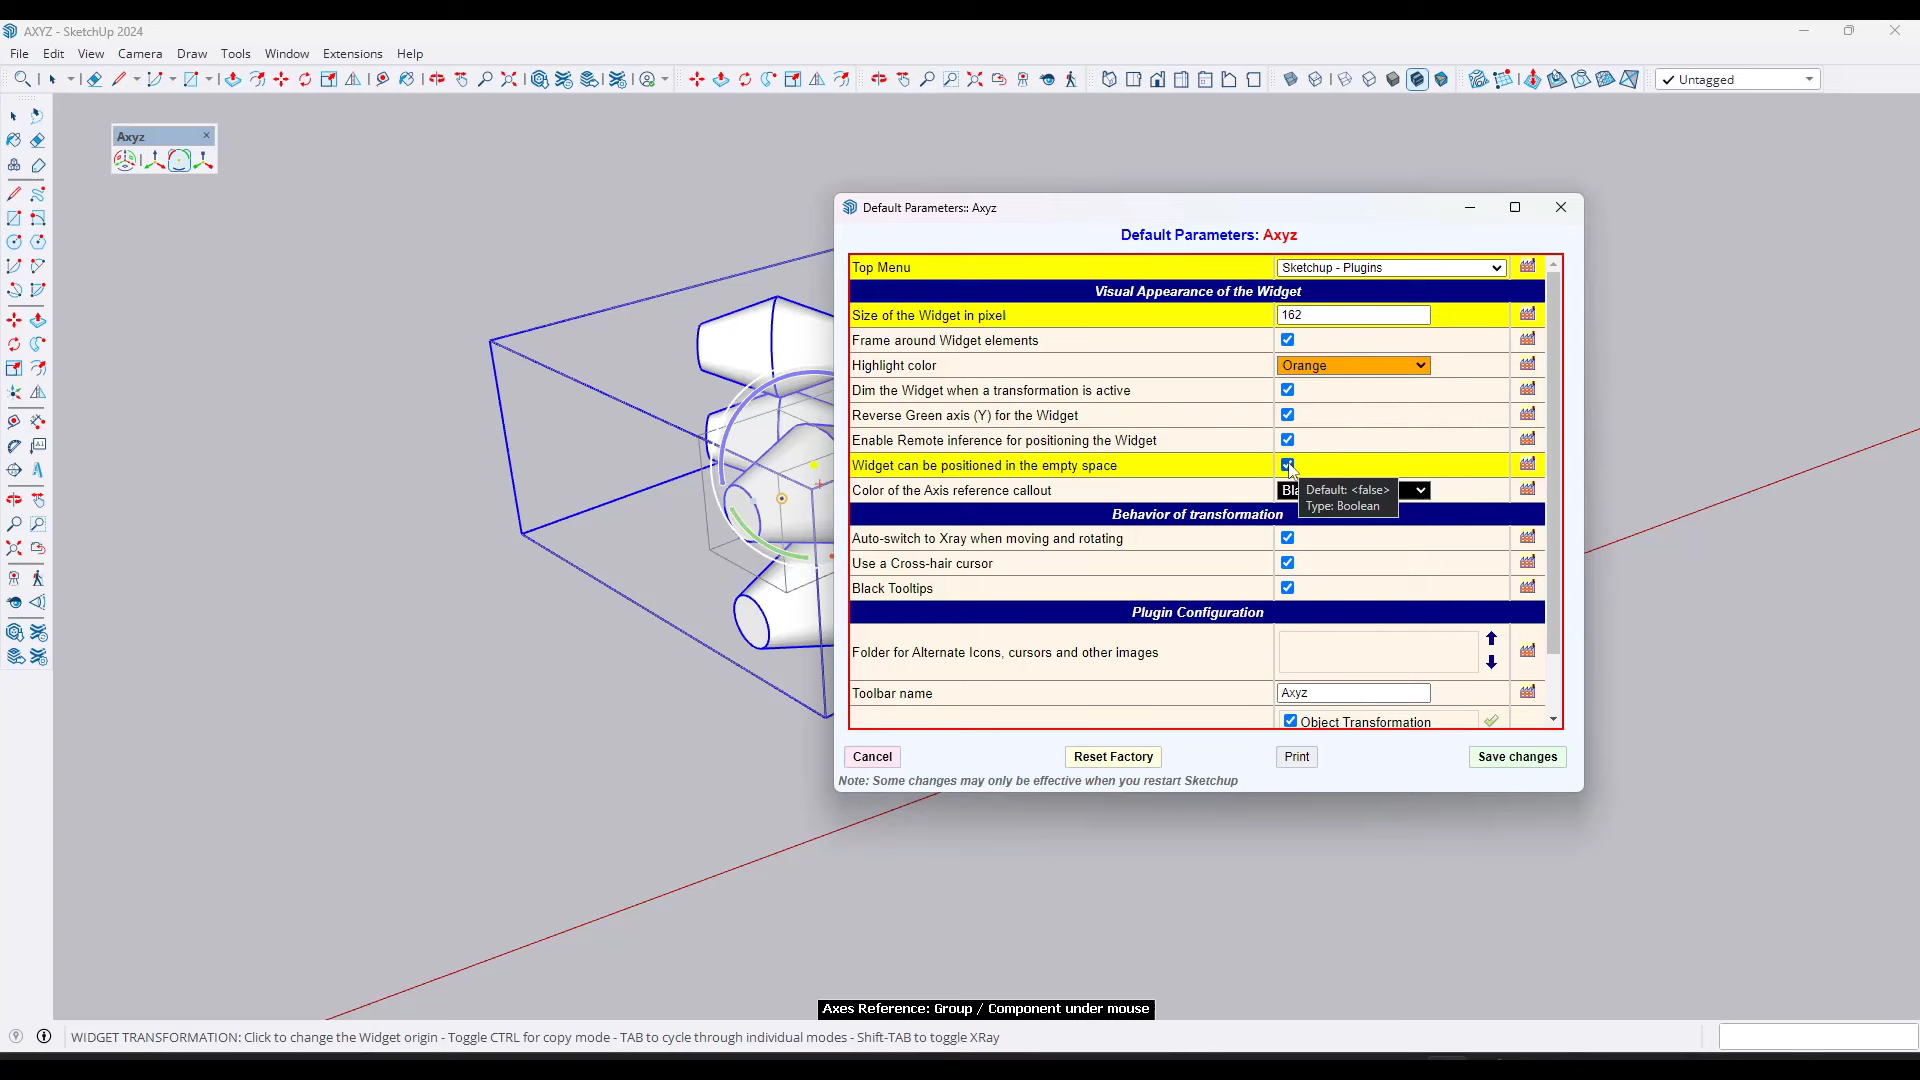 AXYZ - SketchUp 2024
File Edit View Camera Draw Tools Window Extensions Help
Untagged
Axyz
Default Parameters:: Axyz
Default Parameters: Axyz
Top Menu Sketchup - Plugins
Visual Appearance of the Widget
Size of the Widget in pixel 162
Frame around Widget elements
Highlight color Orange
Dim the Widget when a transformation is active
Reverse Green axis (Y) for the Widget
Enable Remote inference for positioning the Widget
Widget can be positioned in the empty space
Color of the Axis reference callout
Default: <false>
Type: Boolean
Behavior of transformation
Auto-switch to Xray when moving and rotating
Use a Cross-hair cursor
Black Tooltips
Plugin Configuration
Folder for Alternate Icons, cursors and other images
Toolbar name Axyz
Object Transformation
Cancel Reset Factory Print Save changes
Note: Some changes may only be effective when you restart Sketchup
Axes Reference: Group / Component under mouse
WIDGET TRANSFORMATION: Click to change the Widget origin - Toggle CTRL for copy mode - TAB to cycle through individual modes - Shift-TAB to toggle XRay